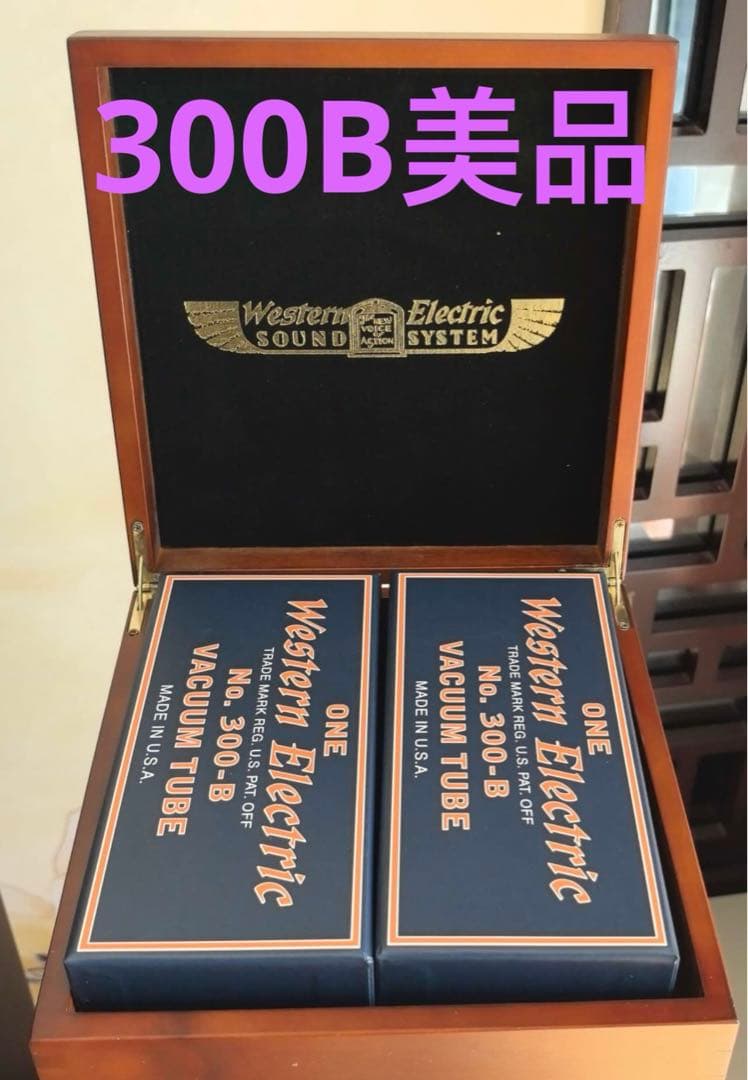 300B美品
Western Electric
SOUND SYSTEM
THE NEW
VOICE
OF
ACTION
ONE
Western Electric
TRADE MARK REG. U.S. PAT. OFF
No. 300-B
VACUUM TUBE
MADE IN U.S.A.
ONE
Western Electric
TRADE MARK REG. U.S. PAT. OFF
No. 300-B
VACUUM TUBE
MADE IN U.S.A.